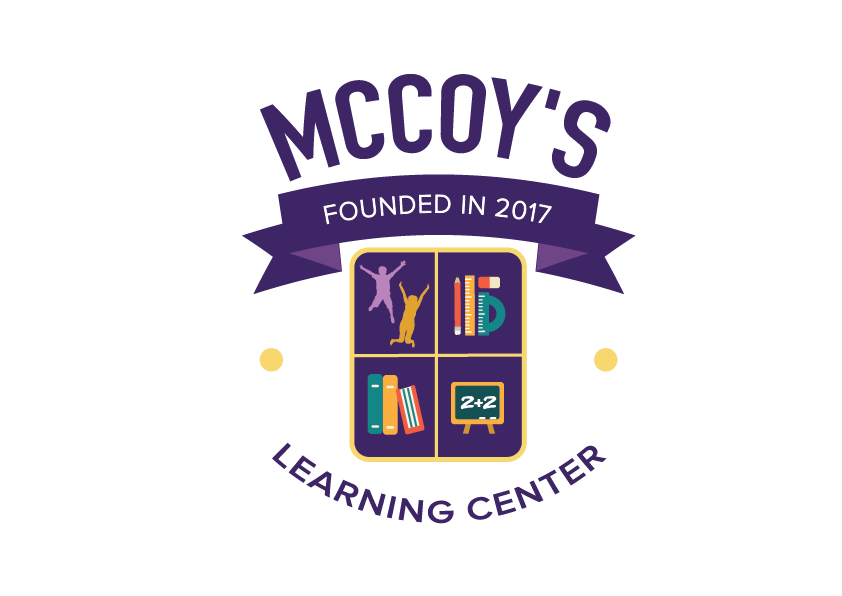 MCCOY'S
FOUNDED IN 2017
2+2
LEARNING CENTER